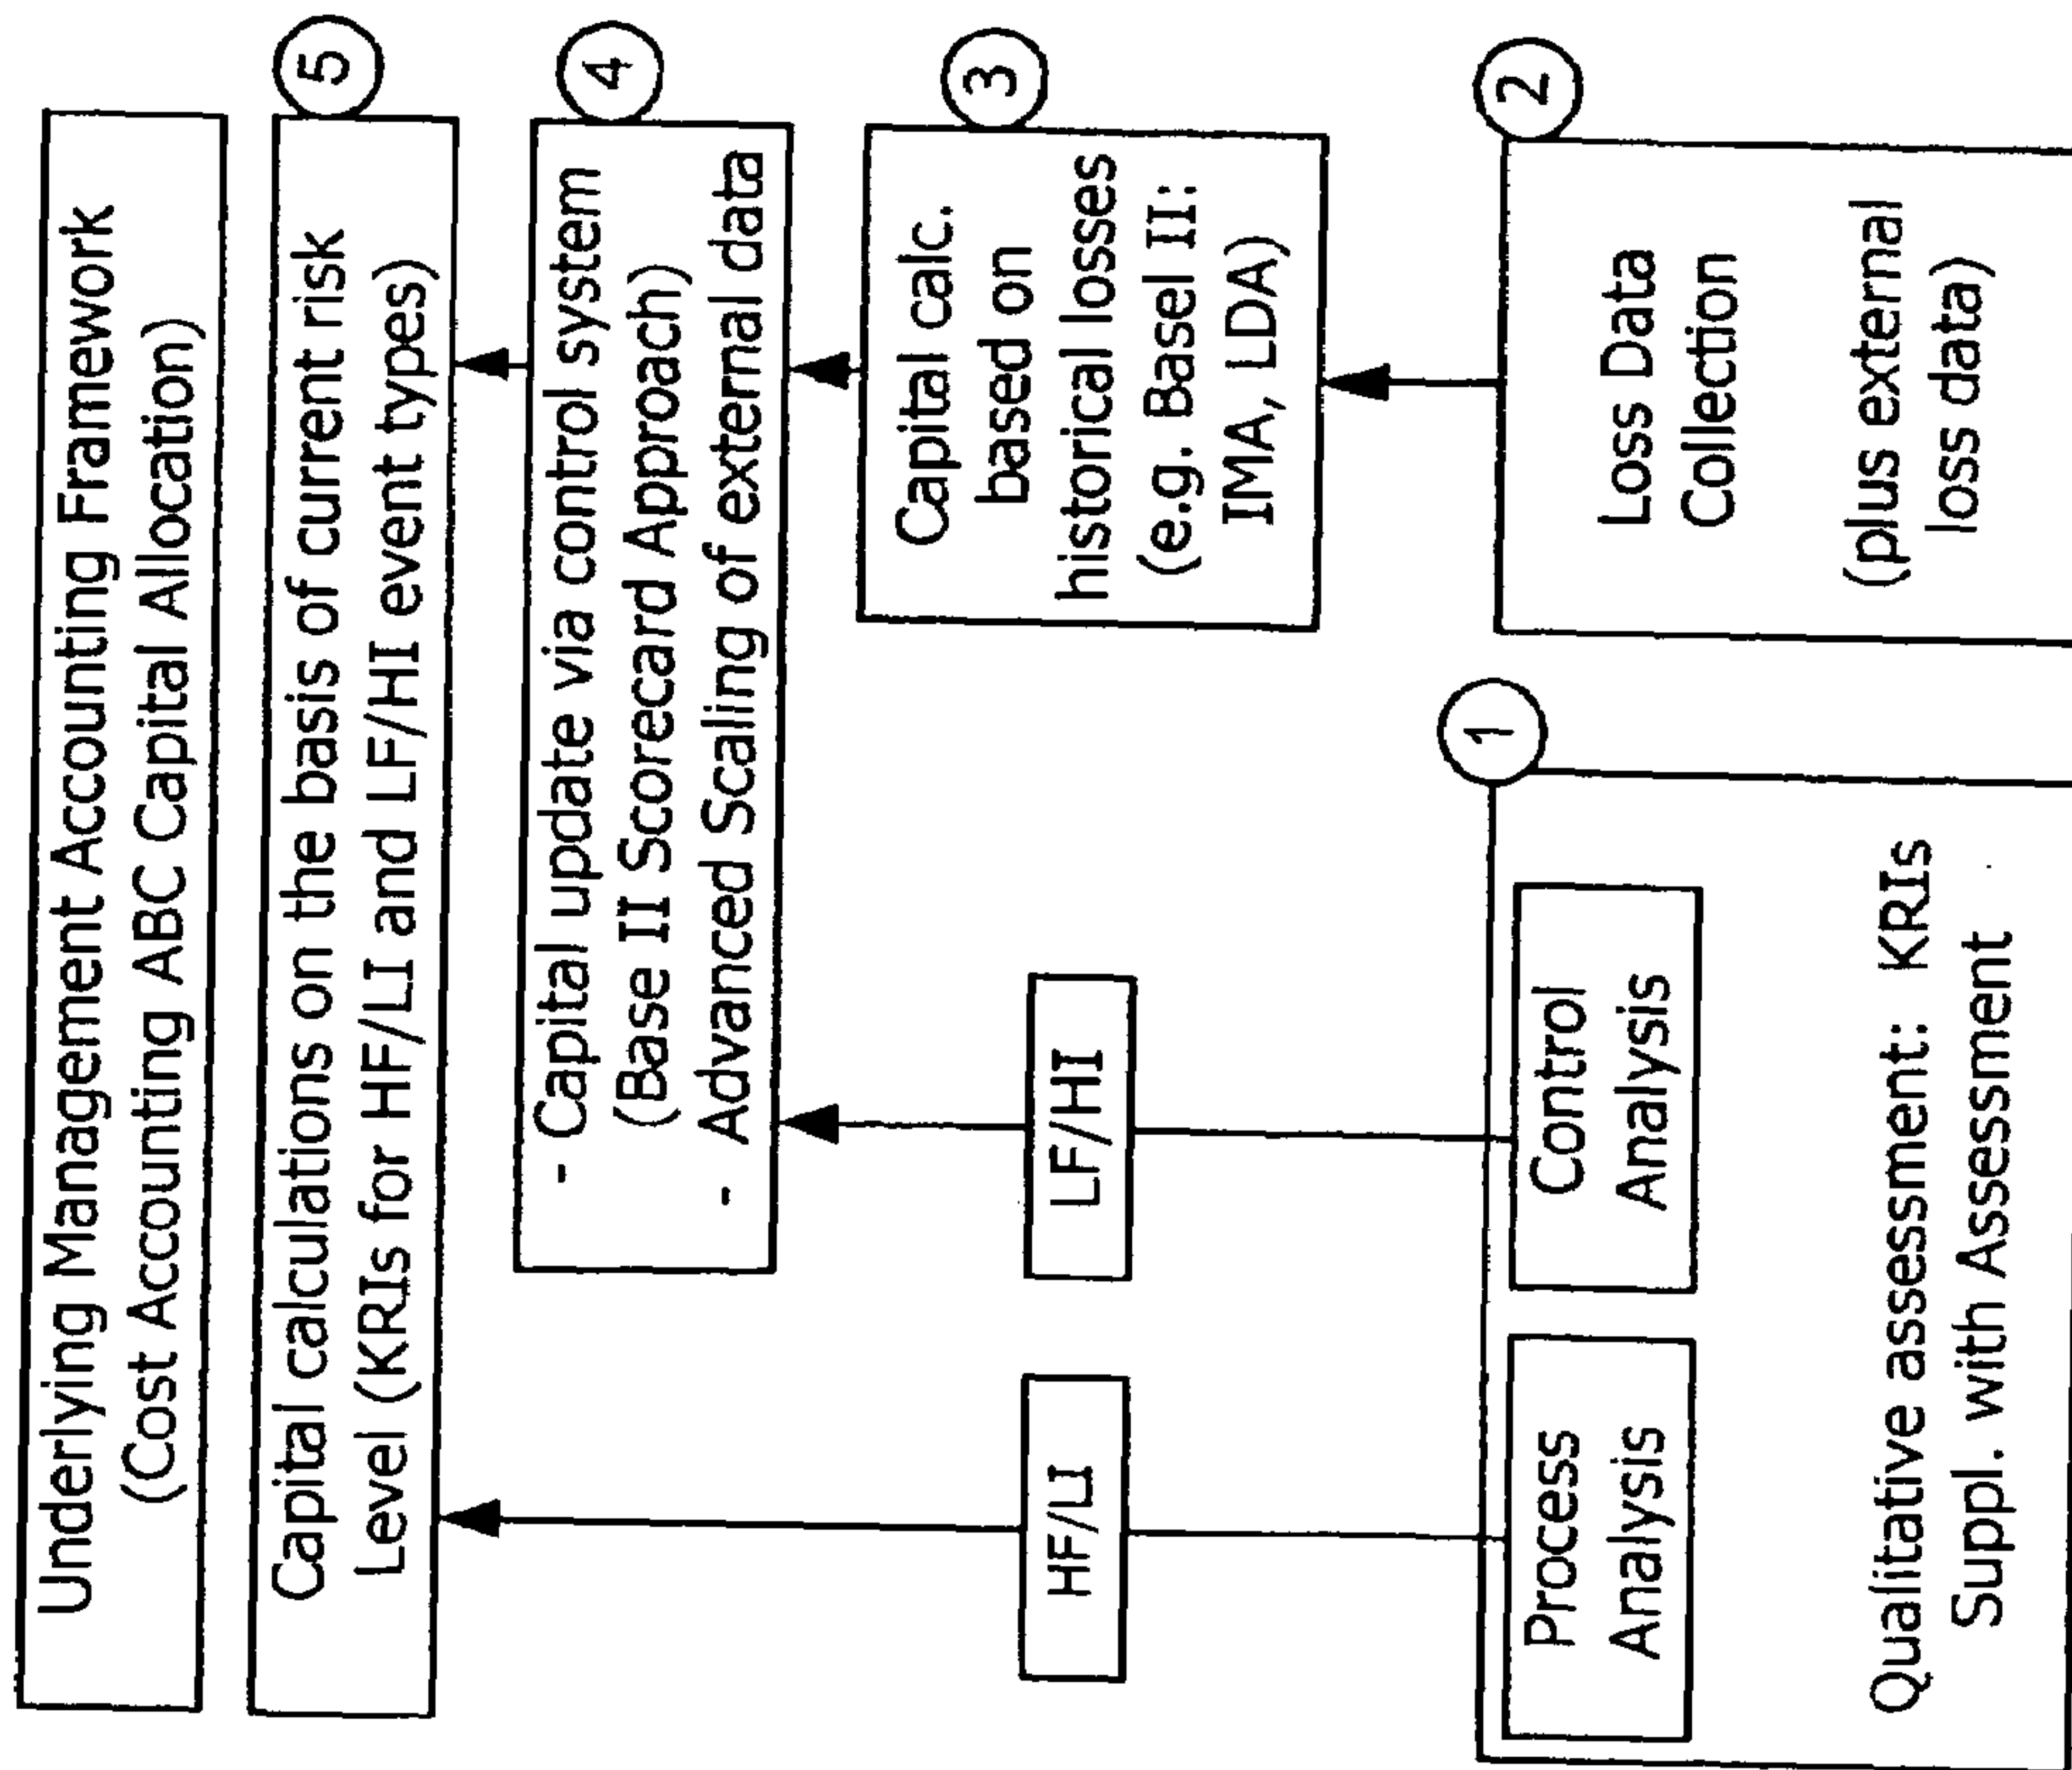 Underlying Management Accounting Framework
(Cost Accounting ABC Capital Allocation)
5
Capital calculations on the basis of current risk
Level (KRIs for HF/LI and LF/HI event types)
4
- Capital update via control system
(Base II Scorecard Approach)
- Advanced Scaling of external data
3
Capital calc.
based on
historical losses
(e.g. Basel II:
IMA, LDA)
HF/LI
LF/HI
1
Process
Analysis
Control
Analysis
Qualitative assessment: KRIs
Suppl. with Assessment
2
Loss Data
Collection
(plus external
loss data)